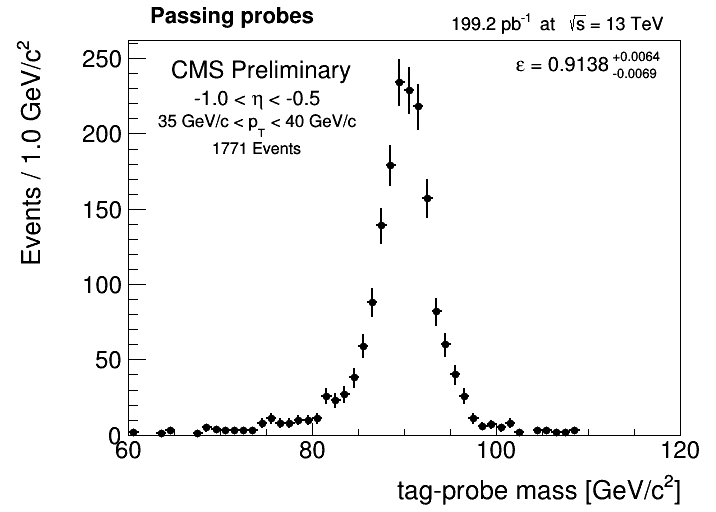 Passing probes
199.2 pb⁻¹ at √s = 13 TeV
CMS Preliminary
ε = 0.9138 +0.0064 -0.0069
-1.0 < η < -0.5
35 GeV/c < p_T < 40 GeV/c
1771 Events
Events / 1.0 GeV/c²
250
200
150
100
50
0
60 80 100 120
tag-probe mass [GeV/c²]